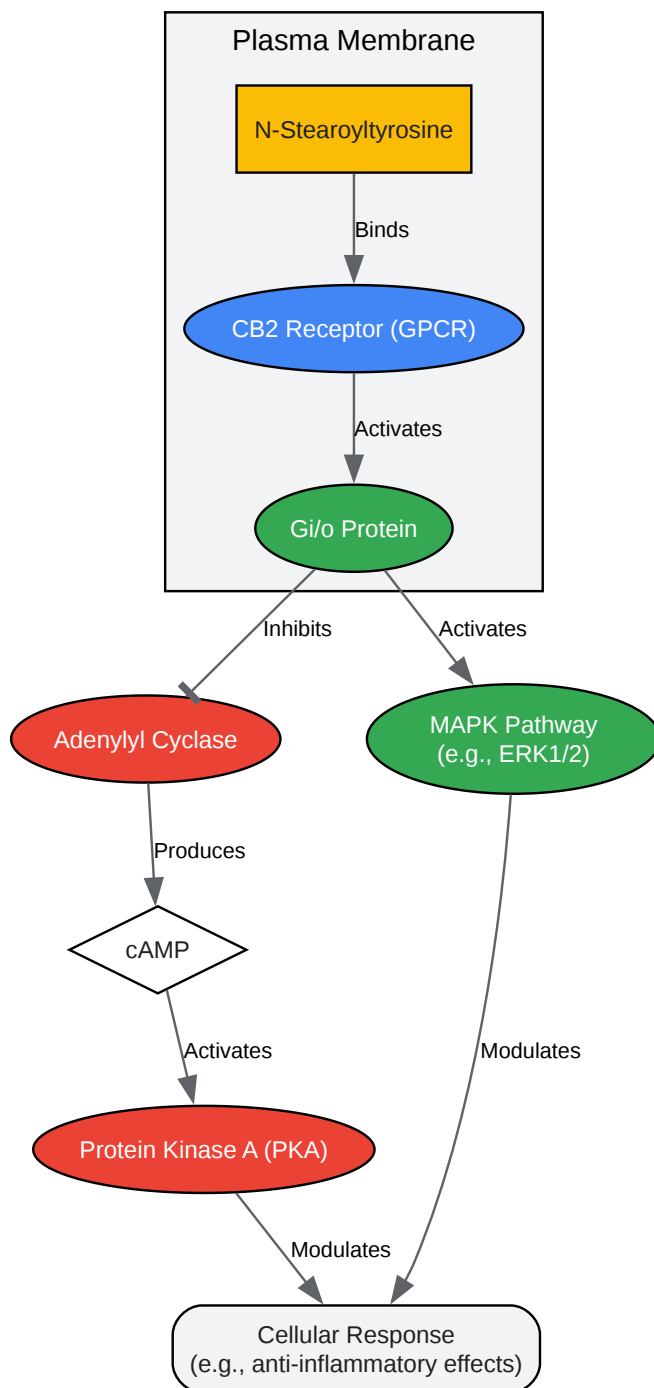 Plasma Membrane
N-Stearoyltyrosine
Binds
CB2 Receptor (GPCR)
Activates
Gi/o Protein
Inhibits
Activates
Adenylyl Cyclase
MAPK Pathway
(e.g., ERK1/2)
Produces
cAMP
Activates
Modulates
Protein Kinase A (PKA)
Modulates
Cellular Response
(e.g., anti-inflammatory effects)